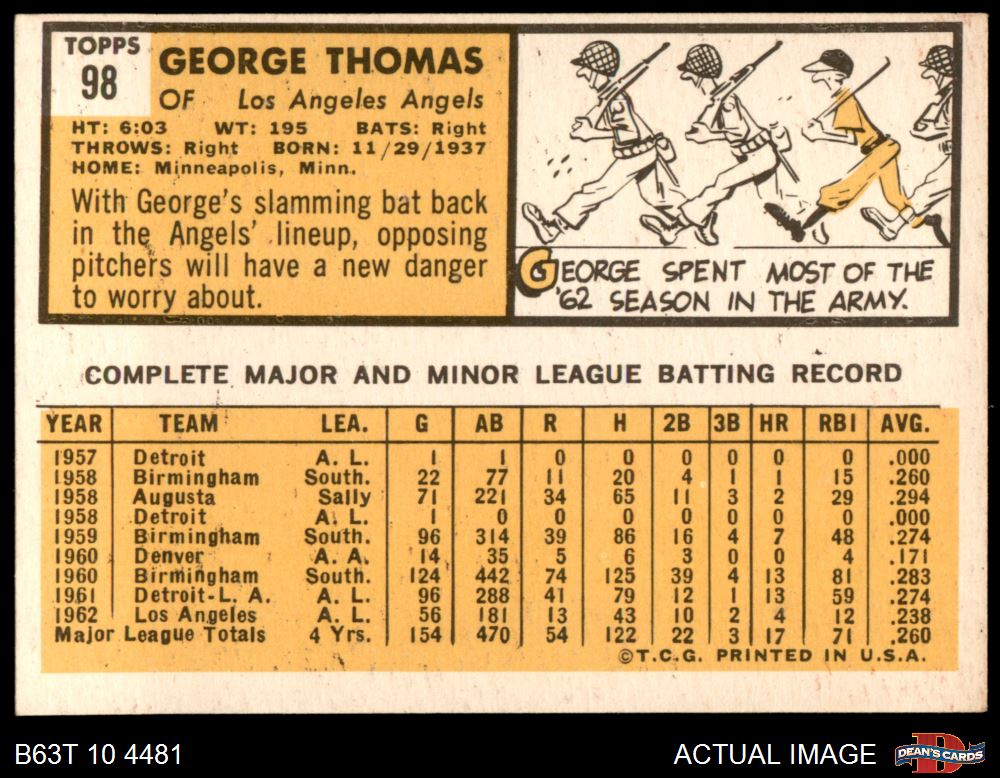 TOPPS
98
GEORGE THOMAS
OF Los Angeles Angels
HT: 6:03 WT: 195 BATS: Right
THROWS: Right BORN: 11/29/1937
HOME: Minneapolis, Minn.
With George's slamming bat back
in the Angels' lineup, opposing
pitchers will have a new danger
to worry about.
GEORGE SPENT MOST OF THE
'62 SEASON IN THE ARMY.
COMPLETE MAJOR AND MINOR LEAGUE BATTING RECORD
YEAR TEAM LEA. G AB R H 2B 3B HR RBI AVG.
1957 Detroit A. L. 1 1 0 0 0 0 0 0 .000
1958 Birmingham South. 22 77 11 20 4 1 1 15 .260
1958 Augusta Sally 71 221 34 65 11 3 2 29 .294
1958 Detroit A. L. 1 0 0 0 0 0 0 0 .000
1959 Birmingham South. 96 314 39 86 16 4 7 48 .274
1960 Denver A. A. 14 35 5 6 3 0 0 4 .171
1960 Birmingham South. 124 442 74 125 39 4 13 81 .283
1961 Detroit-L. A. A. L. 96 288 41 79 12 1 13 59 .274
1962 Los Angeles A. L. 56 181 13 43 10 2 4 12 .238
Major League Totals 4 Yrs. 154 470 54 122 22 3 17 71 .260
©T.C.G. PRINTED IN U.S.A.
B63T 10 4481
ACTUAL IMAGE
DEAN'S CARDS